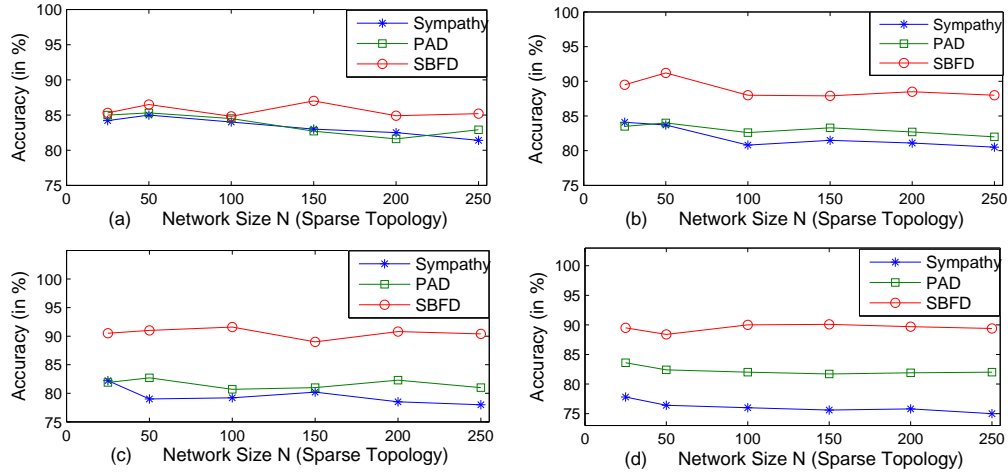 100
95
90
85
80
75
Accuracy (in %)
Sympathy
PAD
SBFD
0
50
100
150
200
250
(a)
Network Size N (Sparse Topology)
100
95
90
85
80
75
Accuracy (in %)
Sympathy
PAD
SBFD
0
50
100
150
200
250
(b)
Network Size N (Sparse Topology)
100
95
90
85
80
75
Accuracy (in %)
Sympathy
PAD
SBFD
0
50
100
150
200
250
(c)
Network Size N (Sparse Topology)
100
95
90
85
80
75
Accuracy (in %)
Sympathy
PAD
SBFD
0
50
100
150
200
250
(d)
Network Size N (Sparse Topology)